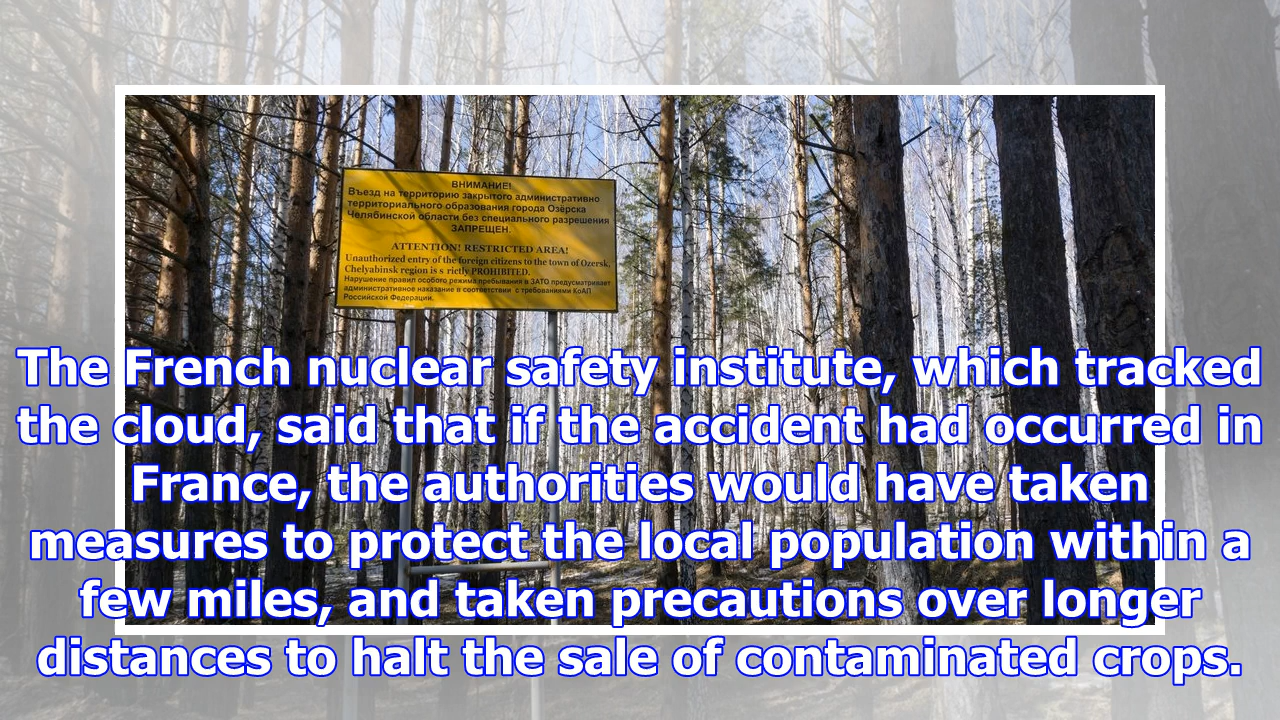 ВНИМАНИЕ!
Въезд на территорию закрытого административно
территориального образования города Озёрска
Челябинской области без специального разрешения
ЗАПРЕЩЕН.
ATTENTION! RESTRICTED AREA!
Unauthorized entry of the foreign citizens to the town of Ozersk,
Chelyabinsk region is s rictly PROHIBITED.
Нарушение правил особого режима пребывания в ЗАТО предусматривает
административное наказание в соответствии с требованиями КоАП
Российской Федерации.
The French nuclear safety institute, which tracked
the cloud, said that if the accident had occurred in
France, the authorities would have taken
measures to protect the local population within a
few miles, and taken precautions over longer
distances to halt the sale of contaminated crops.